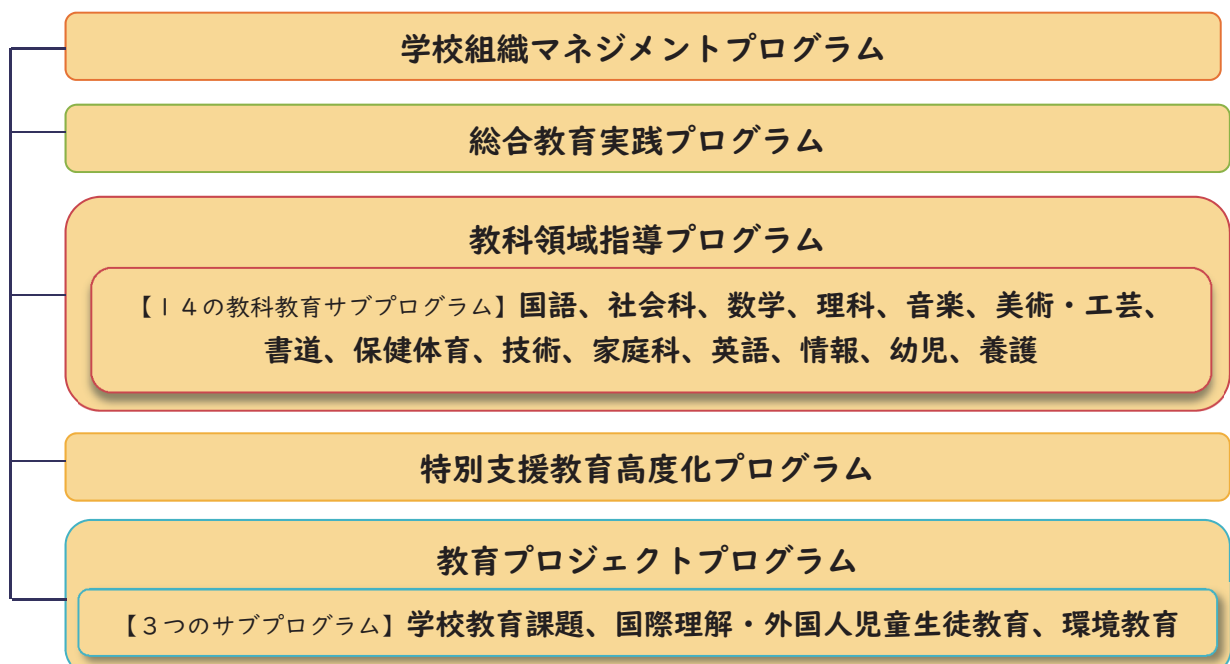 学校組織マネジメントプログラム
総合教育実践プログラム
教科領域指導プログラム
【14の教科教育サブプログラム】国語、社会科、数学、理科、音楽、美術・工芸、
書道、保健体育、技術、家庭科、英語、情報、幼児、養護
特別支援教育高度化プログラム
教育プロジェクトプログラム
【3つのサブプログラム】学校教育課題、国際理解・外国人児童生徒教育、環境教育